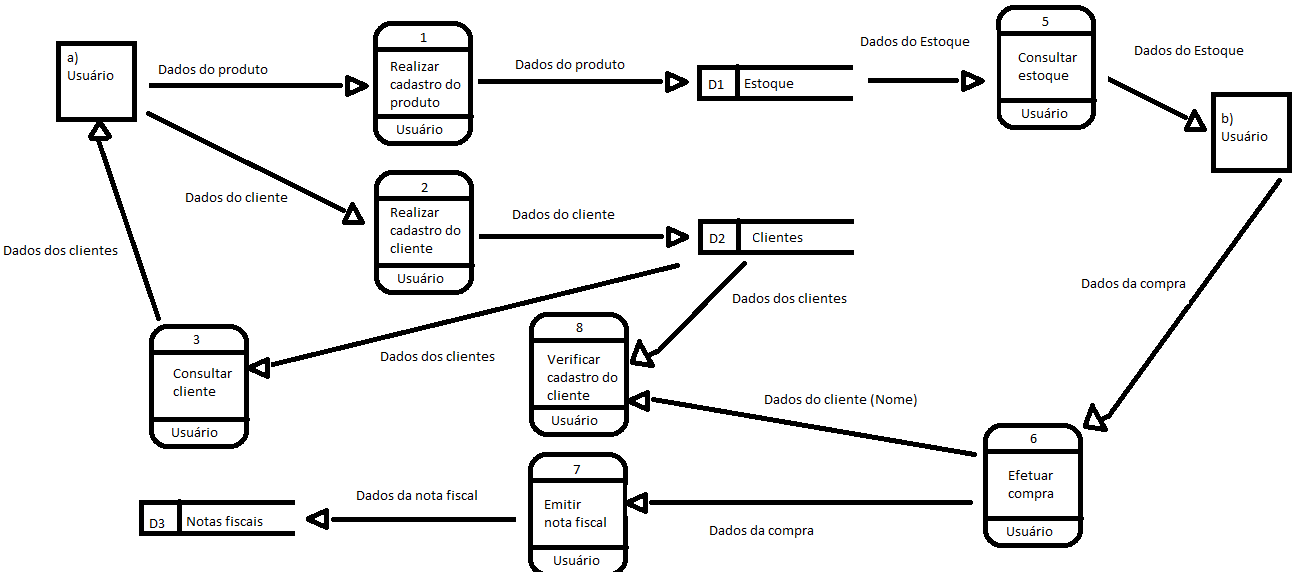 a)
Usuário
Dados do produto
1
Realizar
cadastro do
produto
Usuário
Dados do produto
D1 Estoque
Dados do Estoque
5
Consultar
estoque
Usuário
Dados do Estoque
b)
Usuário
Dados do cliente
2
Realizar
cadastro do
cliente
Usuário
Dados do cliente
D2 Clientes
Dados dos clientes
Dados dos clientes
Dados da compra
3
Consultar
cliente
Usuário
Dados dos clientes
8
Verificar
cadastro do
cliente
Usuário
Dados do cliente (Nome)
6
Efetuar
compra
Usuário
D3 Notas fiscais
Dados da nota fiscal
7
Emitir
nota fiscal
Usuário
Dados da compra